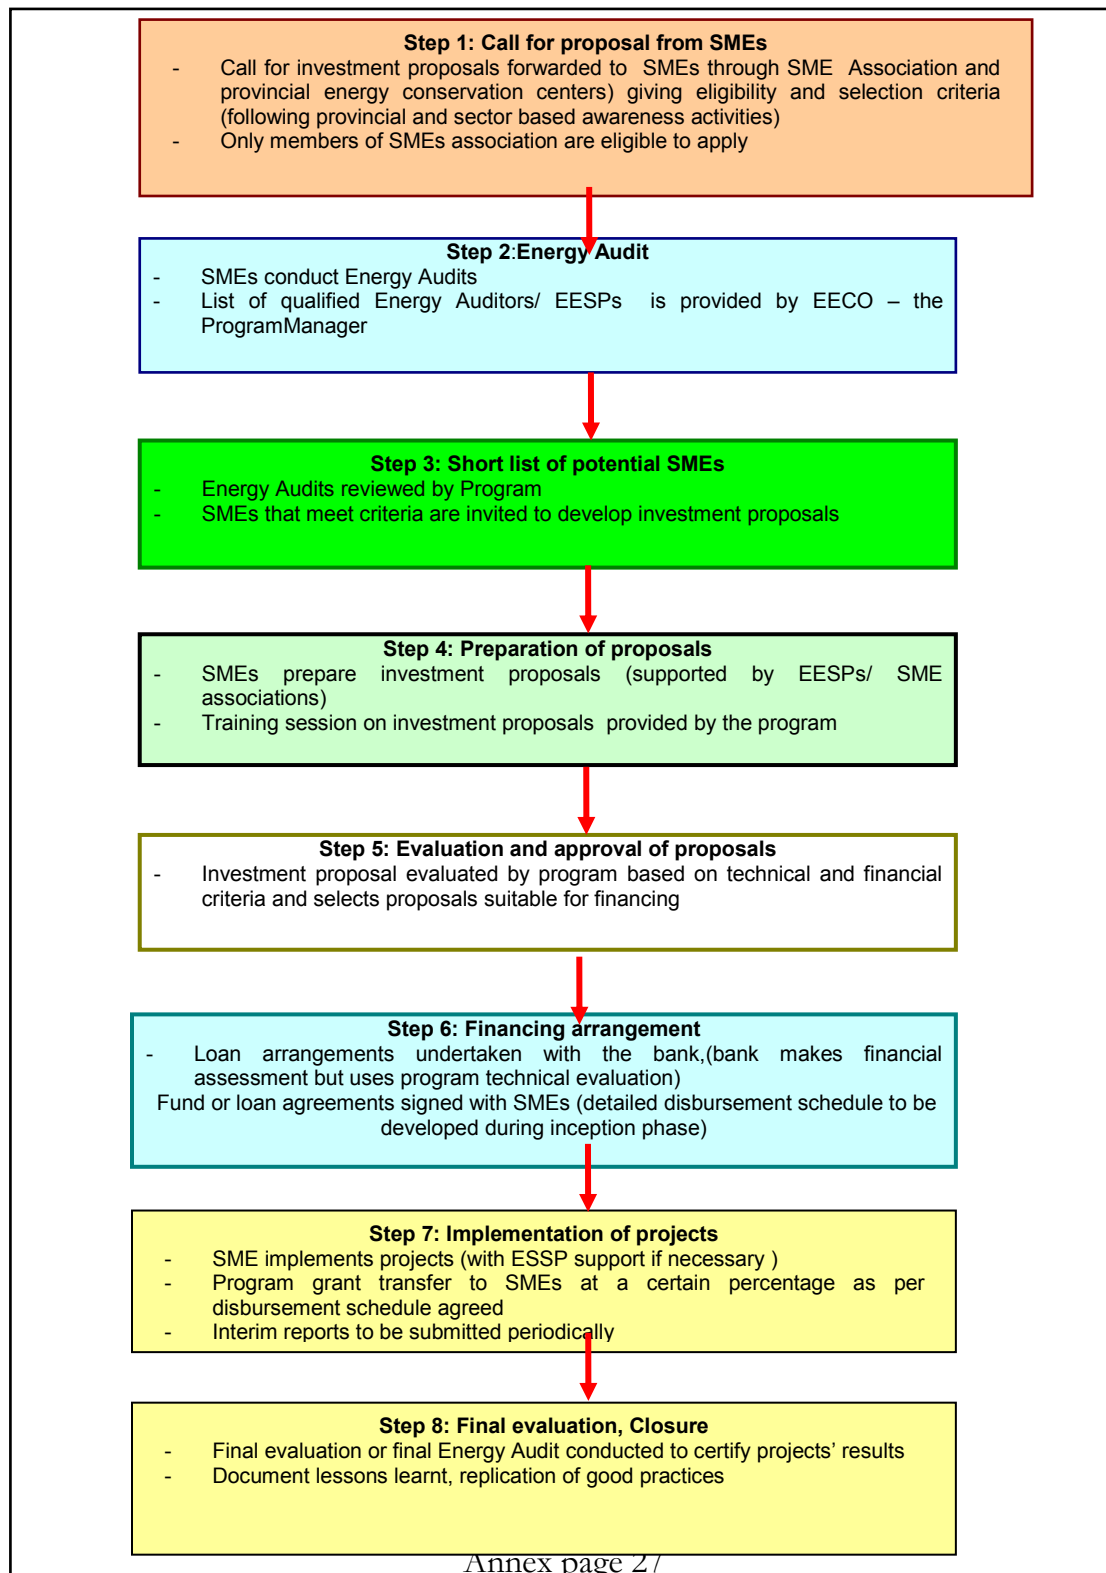 Step 1: Call for proposal from SMEs
- Call for investment proposals forwarded to SMEs through SME Association and
provincial energy conservation centers) giving eligibility and selection criteria
(following provincial and sector based awareness activities)
- Only members of SMEs association are eligible to apply
Step 2:Energy Audit
- SMEs conduct Energy Audits
- List of qualified Energy Auditors/ EESPs is provided by EECO – the
ProgramManager
Step 3: Short list of potential SMEs
- Energy Audits reviewed by Program
- SMEs that meet criteria are invited to develop investment proposals
Step 4: Preparation of proposals
- SMEs prepare investment proposals (supported by EESPs/ SME
associations)
- Training session on investment proposals provided by the program
Step 5: Evaluation and approval of proposals
- Investment proposal evaluated by program based on technical and financial
criteria and selects proposals suitable for financing
Step 6: Financing arrangement
- Loan arrangements undertaken with the bank,(bank makes financial
assessment but uses program technical evaluation)
Fund or loan agreements signed with SMEs (detailed disbursement schedule to be
developed during inception phase)
Step 7: Implementation of projects
- SME implements projects (with ESSP support if necessary )
- Program grant transfer to SMEs at a certain percentage as per
disbursement schedule agreed
- Interim reports to be submitted periodically
Step 8: Final evaluation, Closure
- Final evaluation or final Energy Audit conducted to certify projects’ results
- Document lessons learnt, replication of good practices
Annex page 27